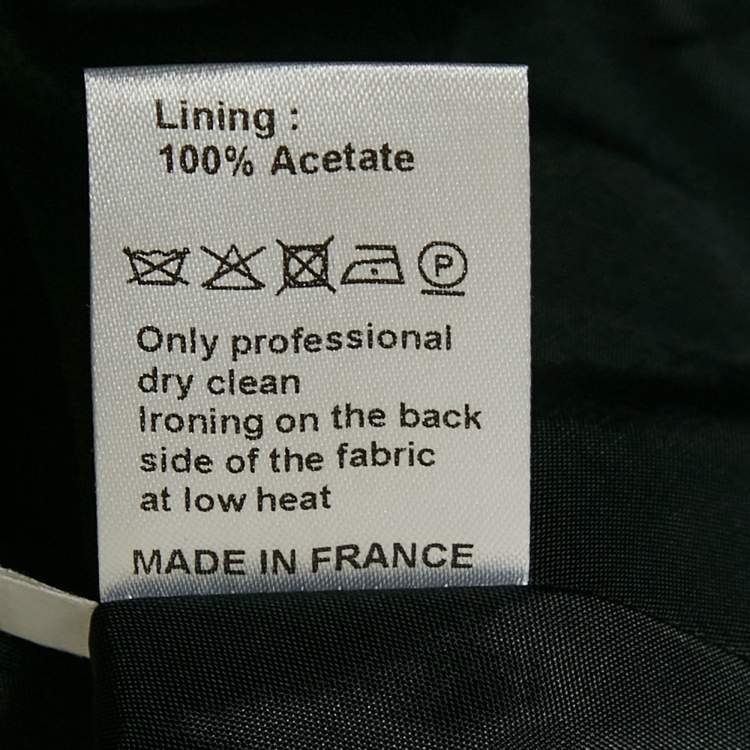 Lining :
100% Acetate
P
Only professional
dry clean
Ironing on the back
side of the fabric
at low heat
MADE IN FRANCE